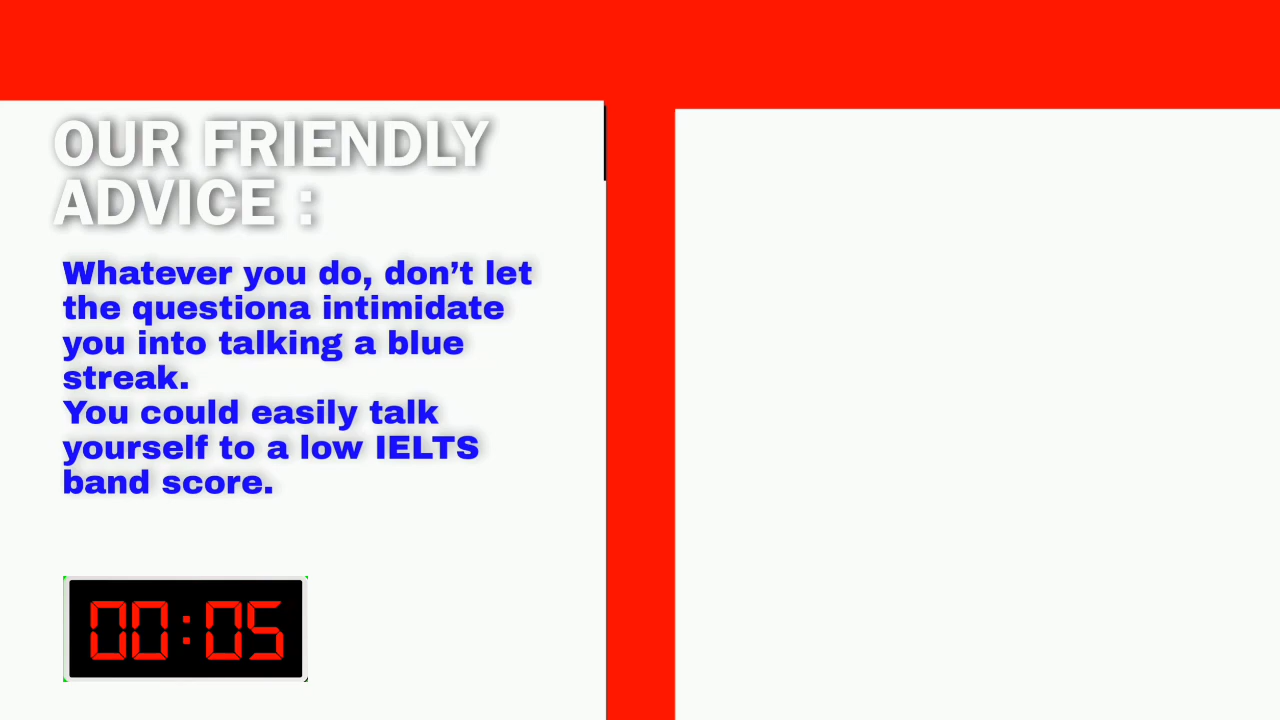 OUR FRIENDLY
ADVICE :
Whatever you do, don’t let
the questiona intimidate
you into talking a blue
streak.
You could easily talk
yourself to a low IELTS
band score.
00:05